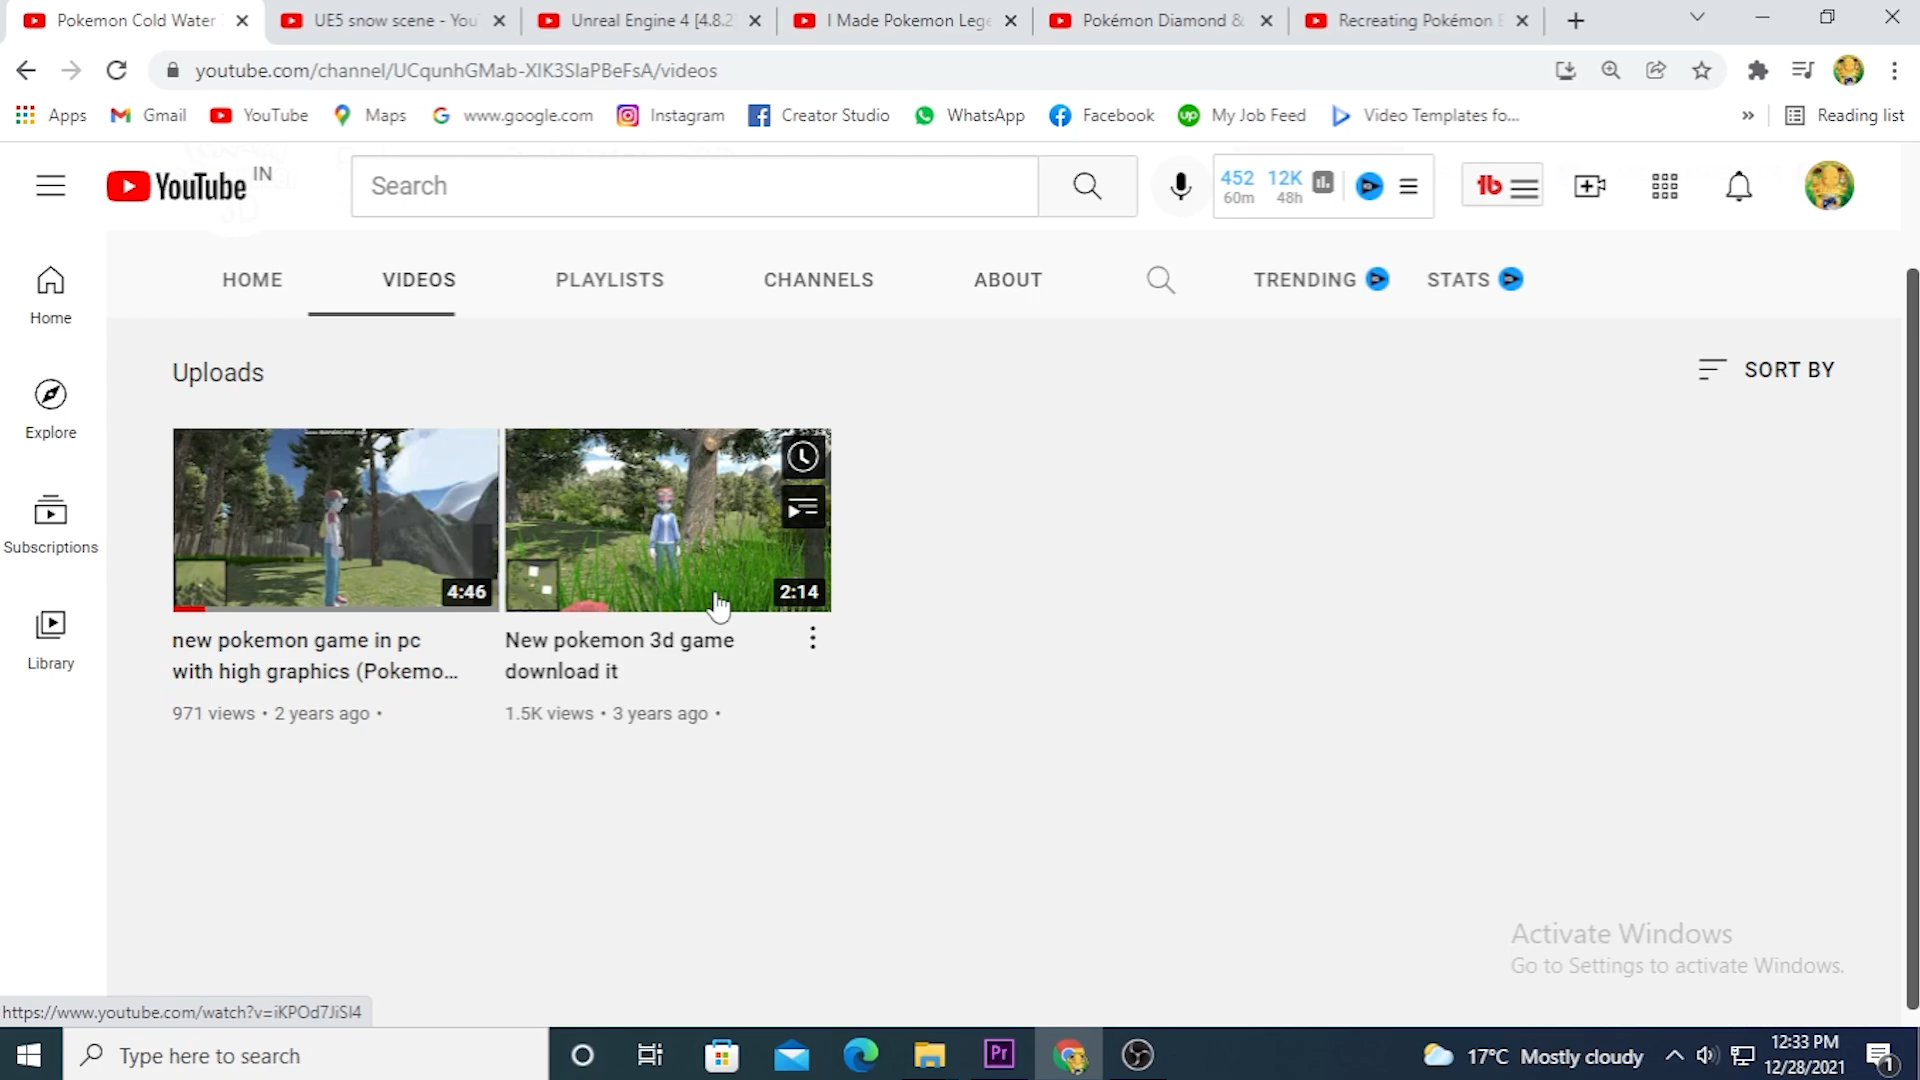 Pokemon Cold Water
UE5 snow scene - You
Unreal Engine 4 [4.8.2]
I Made Pokemon Lege
Pokémon Diamond &
Recreating Pokémon
youtube.com/channel/UCqunhGMab-XIK3SlaPBeFsA/videos
Apps Gmail YouTube Maps www.google.com Instagram Creator Studio WhatsApp Facebook My Job Feed Video Templates fo... » Reading list
YouTube IN
Search
452 12K
60m 48h
HOME VIDEOS PLAYLISTS CHANNELS ABOUT TRENDING STATS
Home
Explore
Subscriptions
Library
Uploads
SORT BY
4:46
2:14
new pokemon game in pc
with high graphics (Pokemo...
971 views • 2 years ago •
New pokemon 3d game
download it
1.5K views • 3 years ago •
Activate Windows
Go to Settings to activate Windows.
https://www.youtube.com/watch?v=iKPOd7JiSI4
Type here to search
Pr
17°C Mostly cloudy
12:33 PM
12/28/2021
1